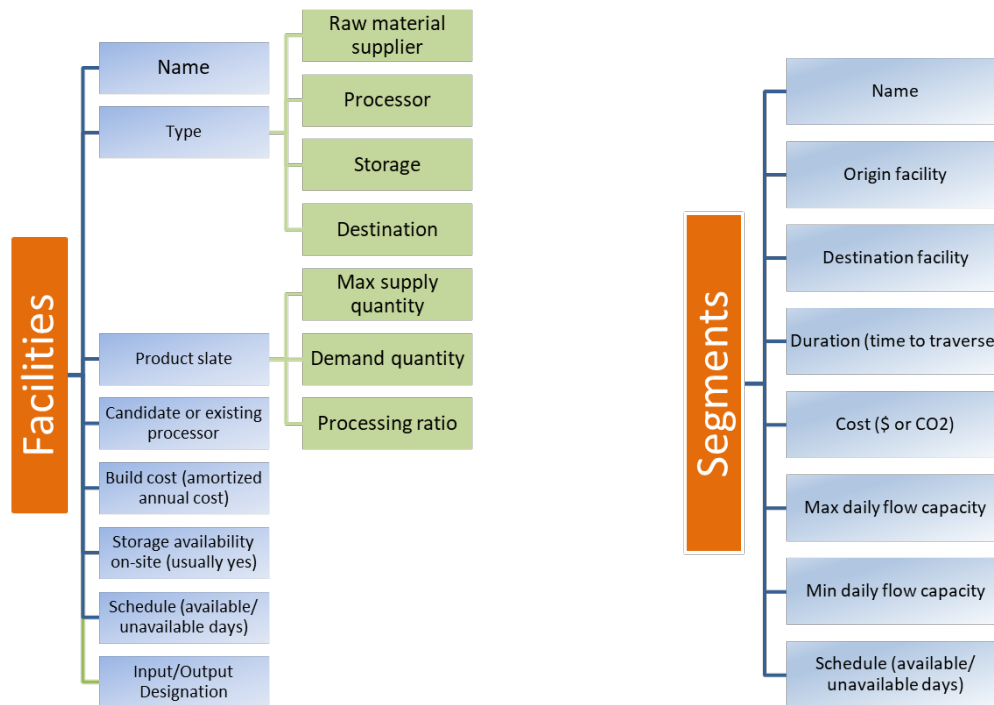 Facilities
Name
Type
Raw material
supplier
Processor
Storage
Destination
Product slate
Max supply
quantity
Demand quantity
Processing ratio
Candidate or existing
processor
Build cost (amortized
annual cost)
Storage availability
on-site (usually yes)
Schedule (available/
unavailable days)
Input/Output
Designation
Segments
Name
Origin facility
Destination facility
Duration (time to traverse
Cost ($ or CO2)
Max daily flow capacity
Min daily flow capacity
Schedule (available/
unavailable days)